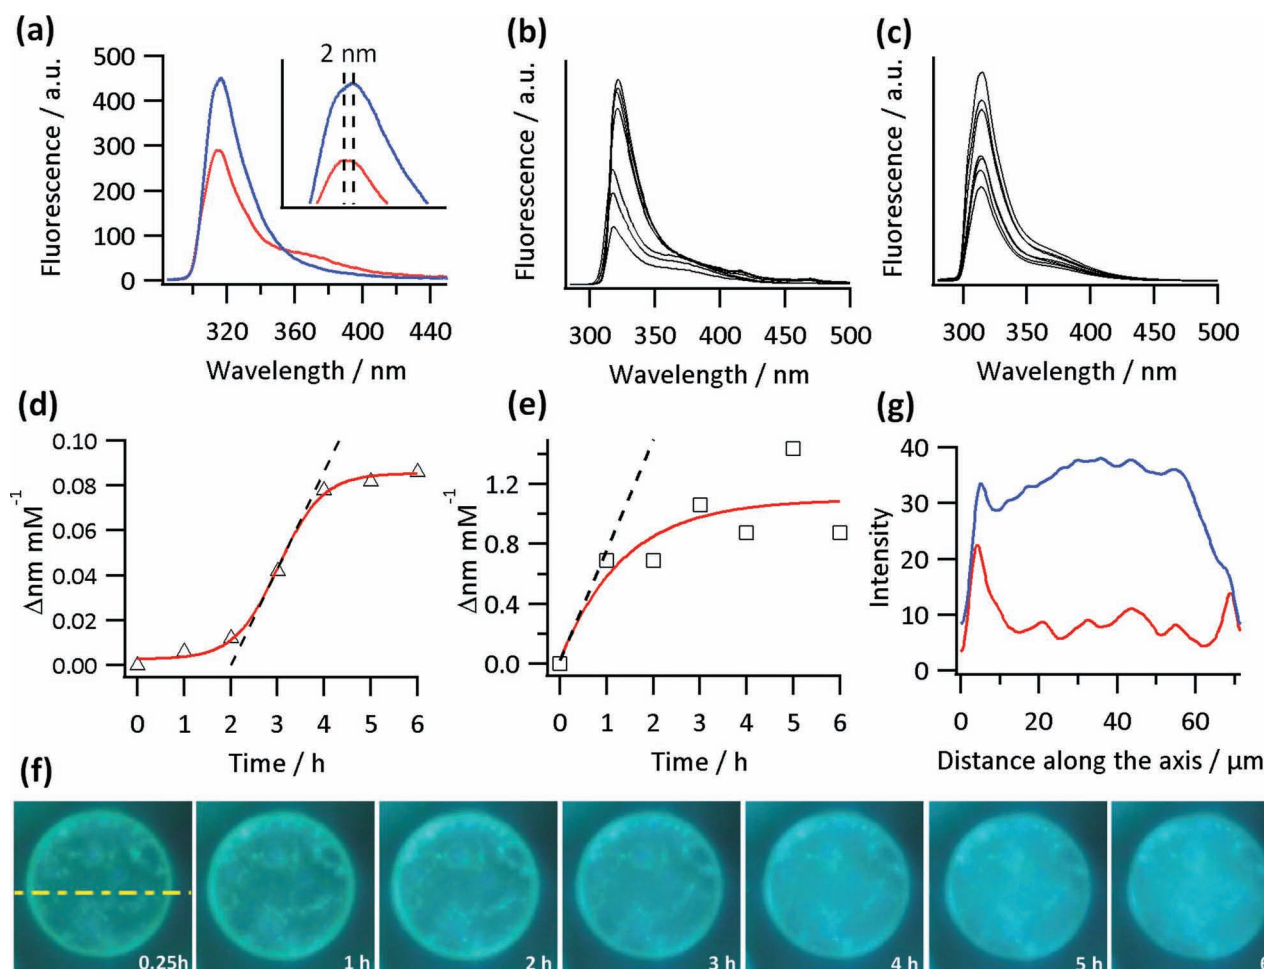 (a)
2 nm
Fluorescence / a.u.
500
400
300
200
100
0
320 360 400 440
Wavelength / nm
(b)
Fluorescence / a.u.
300 350 400 450 500
Wavelength / nm
(c)
Fluorescence / a.u.
300 350 400 450 500
Wavelength / nm
(d)
Δnm mM⁻¹
0.10
0.08
0.06
0.04
0.02
0.00
0 1 2 3 4 5 6
Time / h
(e)
Δnm mM⁻¹
1.2
0.8
0.4
0.0
0 1 2 3 4 5 6
Time / h
(g)
Intensity
40
30
20
10
0
0 20 40 60
Distance along the axis / μm
(f)
0.25h 1 h 2 h 3 h 4 h 5 h 6